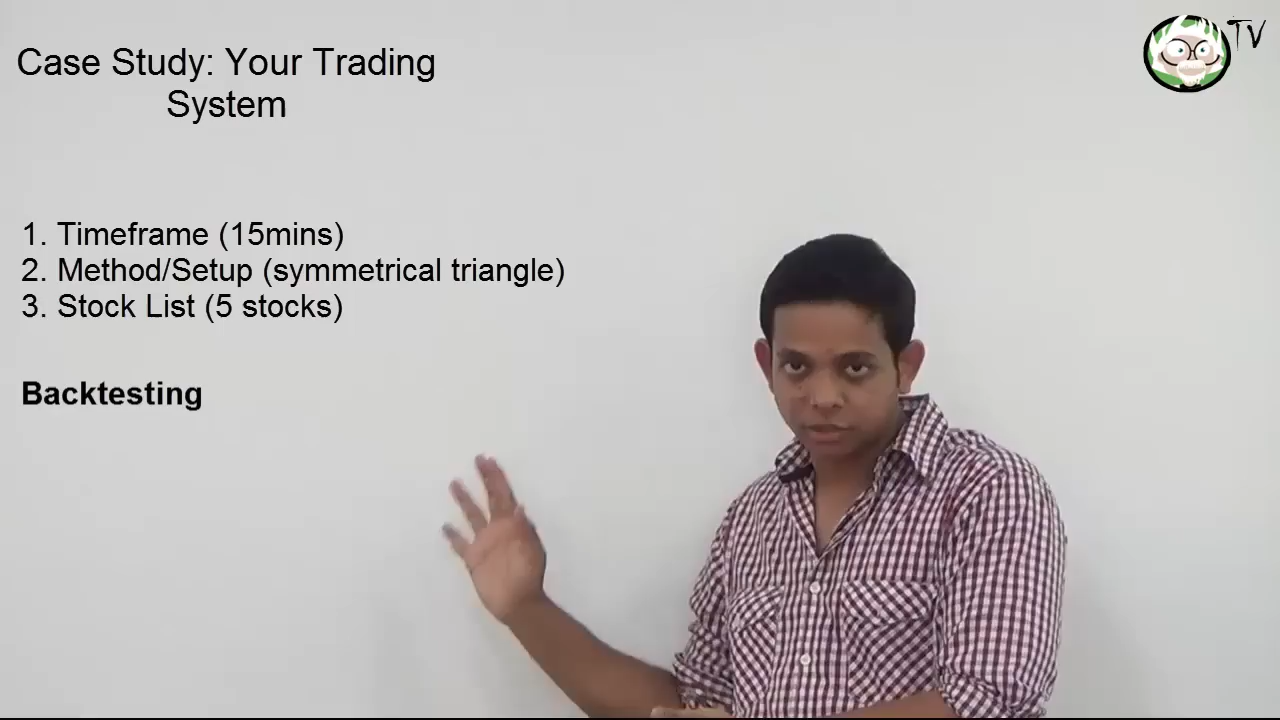 TV
Case Study: Your Trading
System
1. Timeframe (15mins)
2. Method/Setup (symmetrical triangle)
3. Stock List (5 stocks)
Backtesting